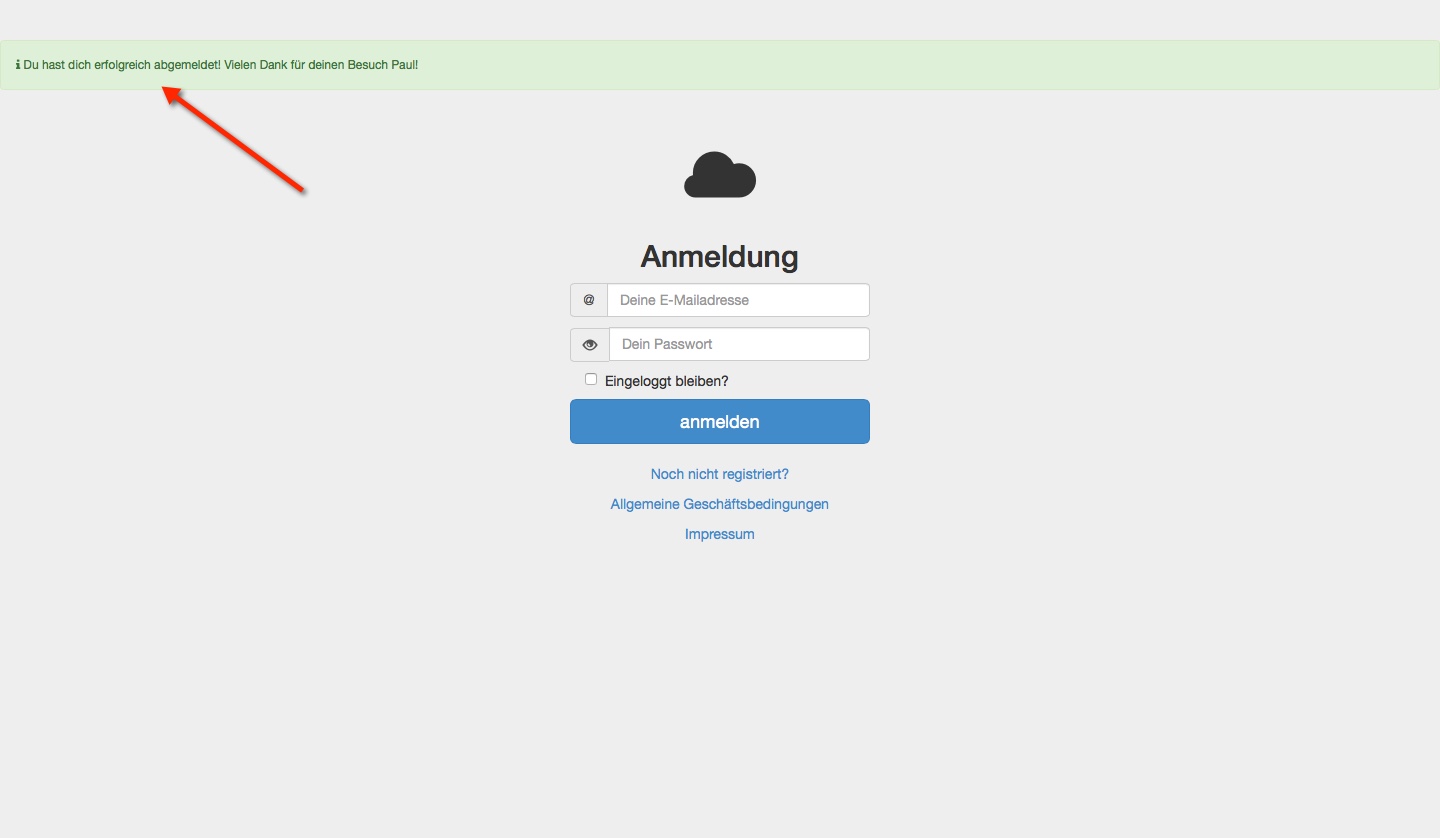 Du hast dich erfolgreich abgemeldet! Vielen Dank für deinen Besuch Paul!
Anmeldung
@ Deine E-Mailadresse
Dein Passwort
Eingeloggt bleiben?
anmelden
Noch nicht registriert?
Allgemeine Geschäftsbedingungen
Impressum